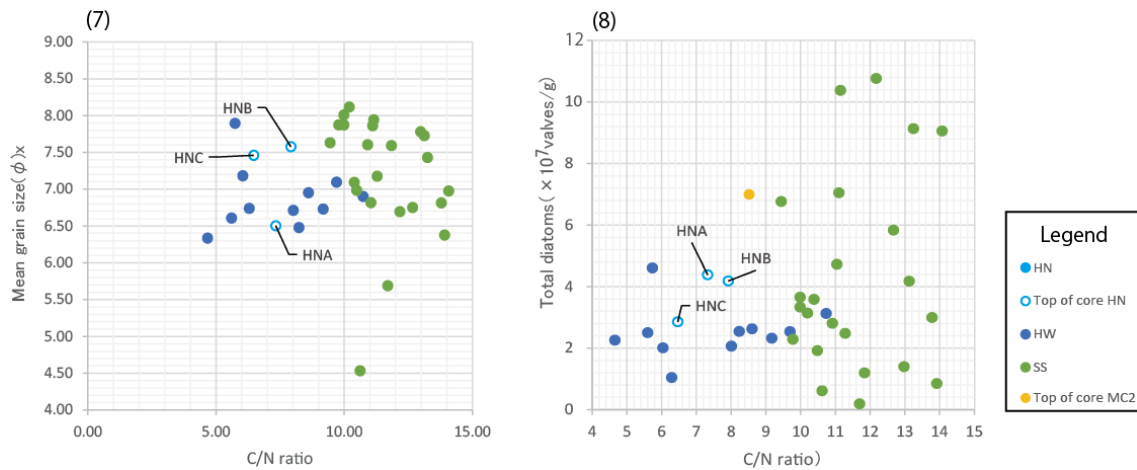 (7)
Mean grain size(ϕ)x
9.00
8.50
8.00
7.50
7.00
6.50
6.00
5.50
5.00
4.50
4.00
0.00 5.00 10.00 15.00
C/N ratio
HNB
HNC
HNA
(8)
Total diatoms(×10⁷valves/g)
12
10
8
6
4
2
0
4 5 6 7 8 9 10 11 12 13 14 15
C/N ratio)
HNA
HNB
HNC
Legend
HN
Top of core HN
HW
SS
Top of core MC2